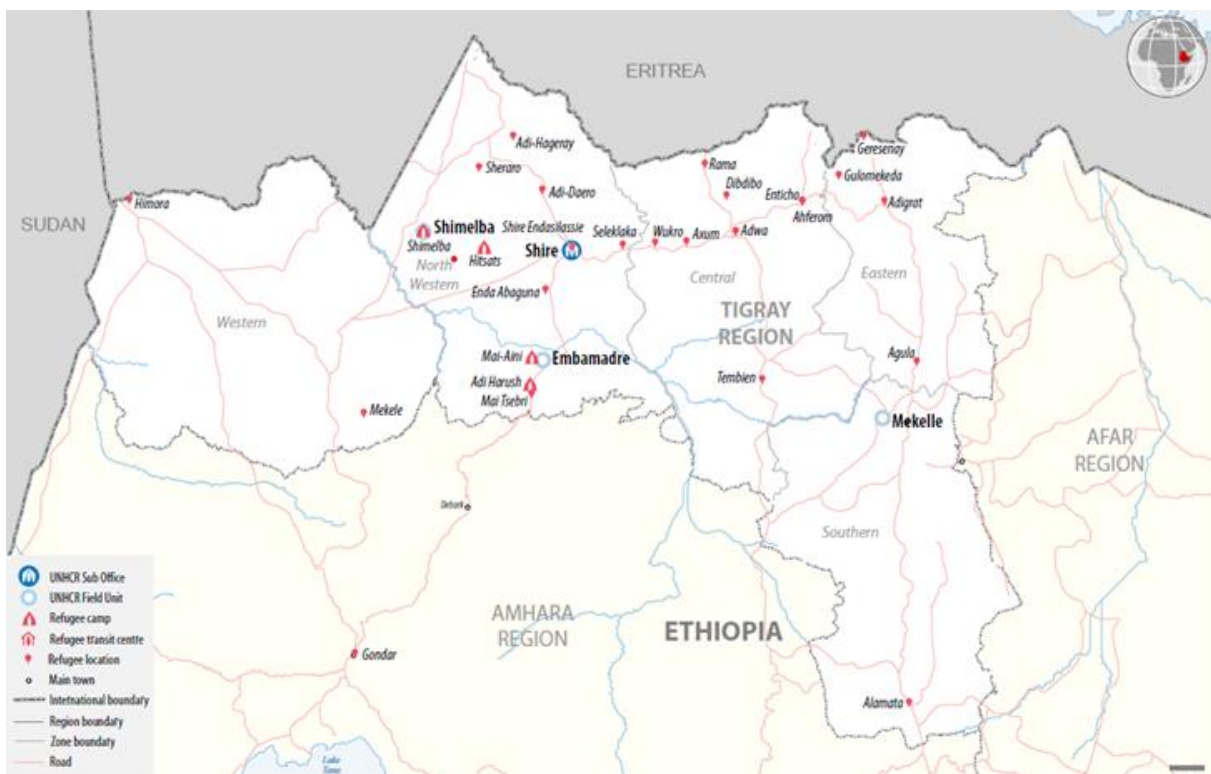 ERITREA
SUDAN
Himora
Adi-Hageray
Sheraro
Adi-Daero
Shimelba
Shimelba
Hitsats
North
Western
Shire Endasilassie
Shire
Seleklaka
Wukro
Axum
Adwa
Rama
Dibdibo
Enticho
Ahferom
Geresenay
Gulomekeda
Adigrat
Central
Eastern
Western
Enda Abaguna
TIGRAY
REGION
Mai-Aini
Embamadre
Adi Harush
Mai Tsebri
Tembien
Agula
Mekele
Mekelle
AFAR
REGION
Debark
Southern
AMHARA
REGION
ETHIOPIA
Gondar
Alamata
Lake
Tana
UNHCR Sub Office
UNHCR Field Unit
Refugee camp
Refugee transit centre
Refugee location
Main town
International boundary
Region boundary
Zone boundary
Road